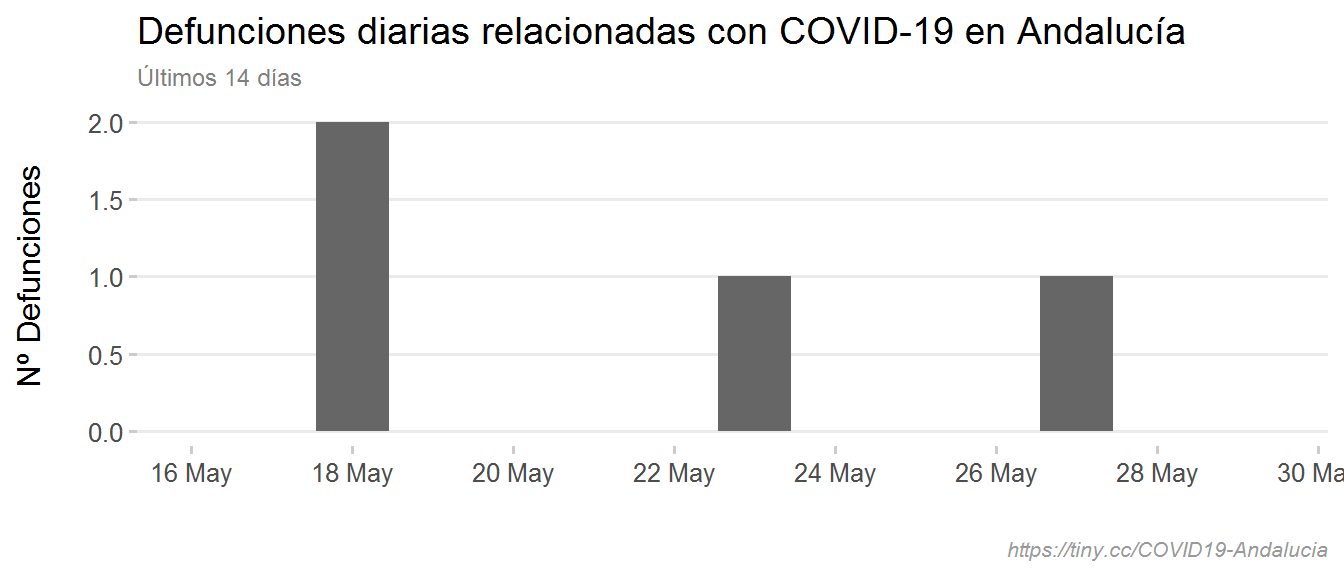 Defunciones diarias relacionadas con COVID-19 en Andalucía
Últimos 14 días
Nº Defunciones
2.0
1.5
1.0
0.5
0.0
16 May 18 May 20 May 22 May 24 May 26 May 28 May 30 Ma
https://tiny.cc/COVID19-Andalucia